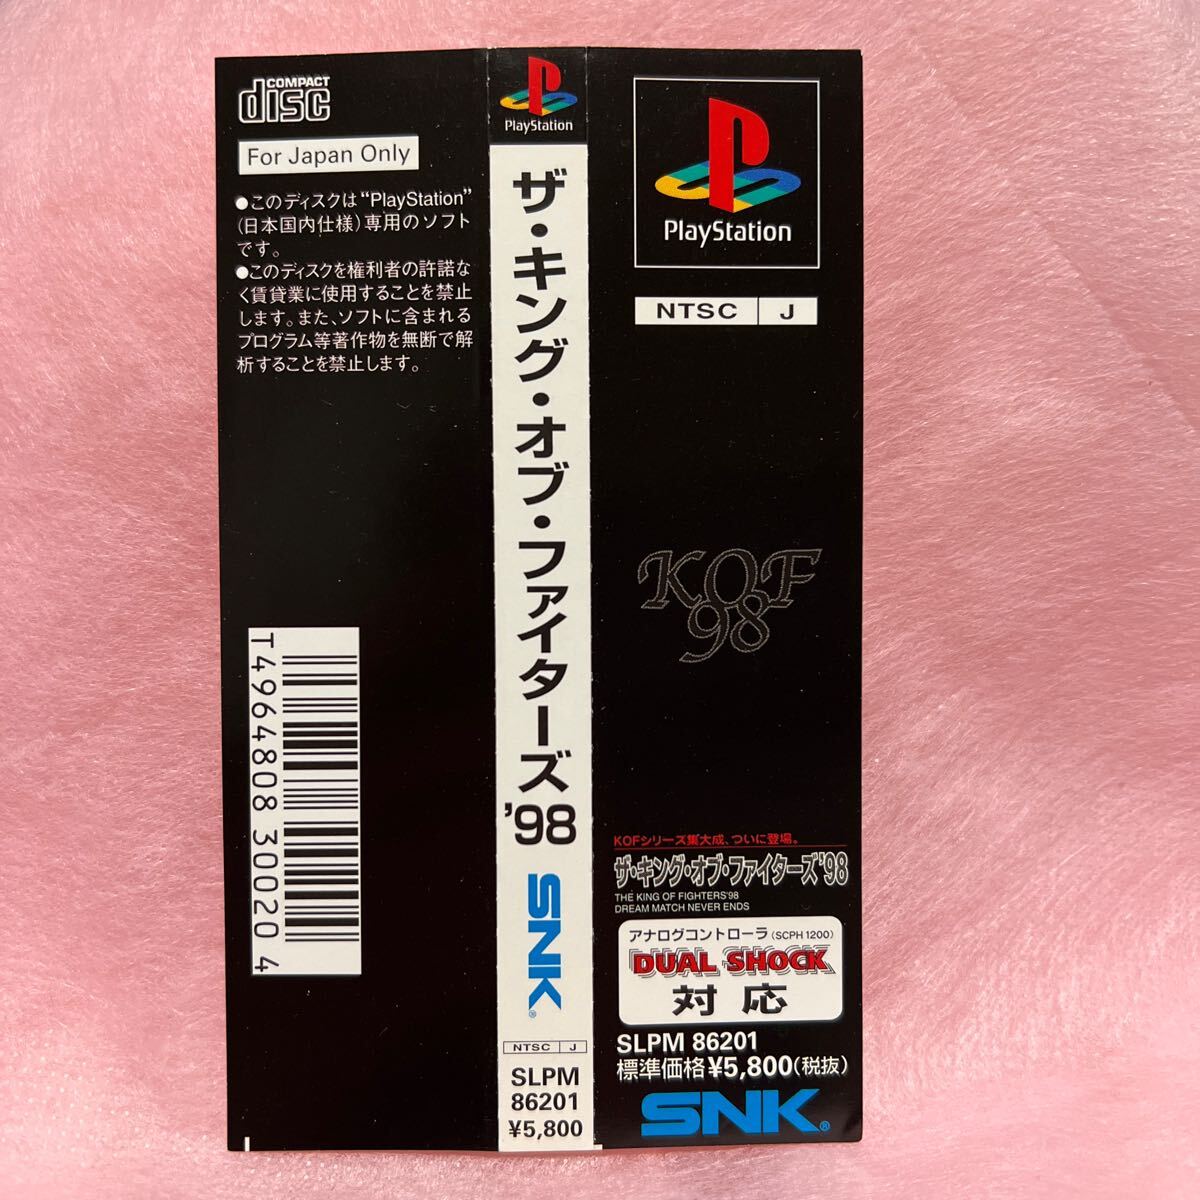 COMPACT
disc
For Japan Only
●このディスクは“PlayStation”
(日本国内仕様)専用のソフト
です。
●このディスクを権利者の許諾な
く賃貸業に使用することを禁止
します。また、ソフトに含まれる
プログラム等著作物を無断で解
析することを禁止します。
T4964808 30020 4
PlayStation
ザ・キング・オブ・ファイターズ'98
SNK®
NTSC J
SLPM
86201
¥5,800
PlayStation
NTSC J
KOF
98
KOFシリーズ集大成、ついに登場。
ザ・キング・オブ・ファイターズ'98
THE KING OF FIGHTERS'98
DREAM MATCH NEVER ENDS
アナログコントローラ(SCPH1200)
DUAL SHOCK
対応
SLPM 86201
標準価格¥5,800(税抜)
SNK®